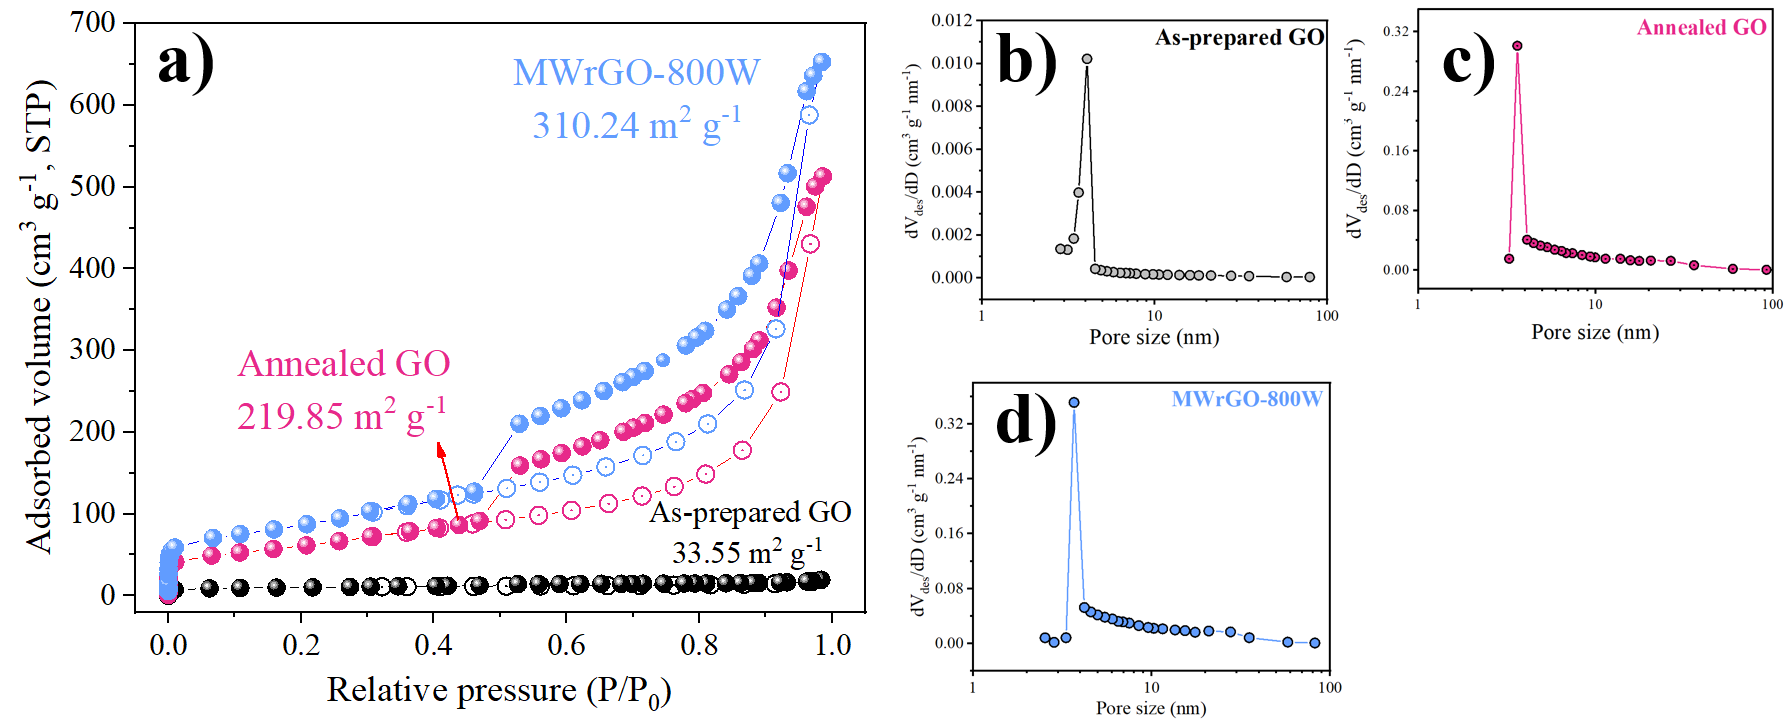 a)
MWrGO-800W
310.24 m² g⁻¹
Annealed GO
219.85 m² g⁻¹
As-prepared GO
33.55 m² g⁻¹
700
600
500
400
300
200
100
0
0.0 0.2 0.4 0.6 0.8 1.0
Adsorbed volume (cm³ g⁻¹, STP)
Relative pressure (P/P₀)
b)
As-prepared GO
0.012
0.010
0.008
0.006
0.004
0.002
0.000
1 10 100
dV_des/dD (cm³ g⁻¹ nm⁻¹)
Pore size (nm)
c)
Annealed GO
0.32
0.24
0.16
0.08
0.00
1 10 100
dV_des/dD (cm³ g⁻¹ nm⁻¹)
Pore size (nm)
d)
MWrGO-800W
0.32
0.24
0.16
0.08
0.00
1 10 100
dV_des/dD (cm³ g⁻¹ nm⁻¹)
Pore size (nm)